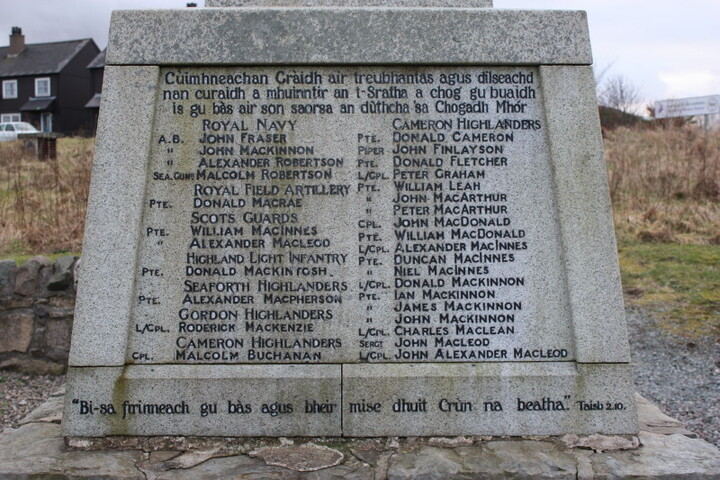 Cuimhneachan Gràidh air treubhantas agus dìlseachd
nan curaidh a mhuinntir an t-Sratha a chog gu buaidh
is gu bàs air son saorsa an dùthcha 'sa Chogadh Mhór
ROYAL NAVY
A.B. JOHN FRASER
" JOHN MACKINNON
" ALEXANDER ROBERTSON
SEA. GUNR MALCOLM ROBERTSON
ROYAL FIELD ARTILLERY
PTE. DONALD MACRAE
SCOTS GUARDS
PTE. WILLIAM MACINNES
" ALEXANDER MACLEOD
HIGHLAND LIGHT INFANTRY
PTE. DONALD MACKINTOSH
SEAFORTH HIGHLANDERS
PTE. ALEXANDER MACPHERSON
GORDON HIGHLANDERS
L/CPL. RODERICK MACKENZIE
CAMERON HIGHLANDERS
CPL. MALCOLM BUCHANAN
CAMERON HIGHLANDERS
PTE. DONALD CAMERON
PIPER JOHN FINLAYSON
PTE. DONALD FLETCHER
L/CPL PETER GRAHAM
PTE. WILLIAM LEAH
" JOHN MACARTHUR
" PETER MACARTHUR
CPL. JOHN MACDONALD
PTE. WILLIAM MACDONALD
L/CPL. ALEXANDER MACINNES
PTE. DUNCAN MACINNES
" NIEL MACINNES
L/CPL. DONALD MACKINNON
PTE. IAN MACKINNON
" JAMES MACKINNON
" JOHN MACKINNON
L/CPL. CHARLES MACLEAN
SERGT JOHN MACLEOD
L/CPL. JOHN ALEXANDER MACLEOD
"Bi-sa fìrinneach gu bàs agus bheir mise dhuit Crùn na beatha." Taisb 2.10.